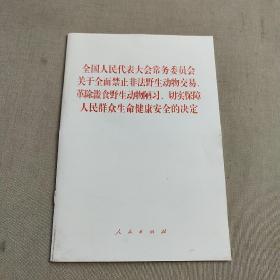 全国人民代表大会常务委员会
关于全面禁止非法野生动物交易、
革除滥食野生动物陋习、切实保障
人民群众生命健康安全的决定
人民出版社